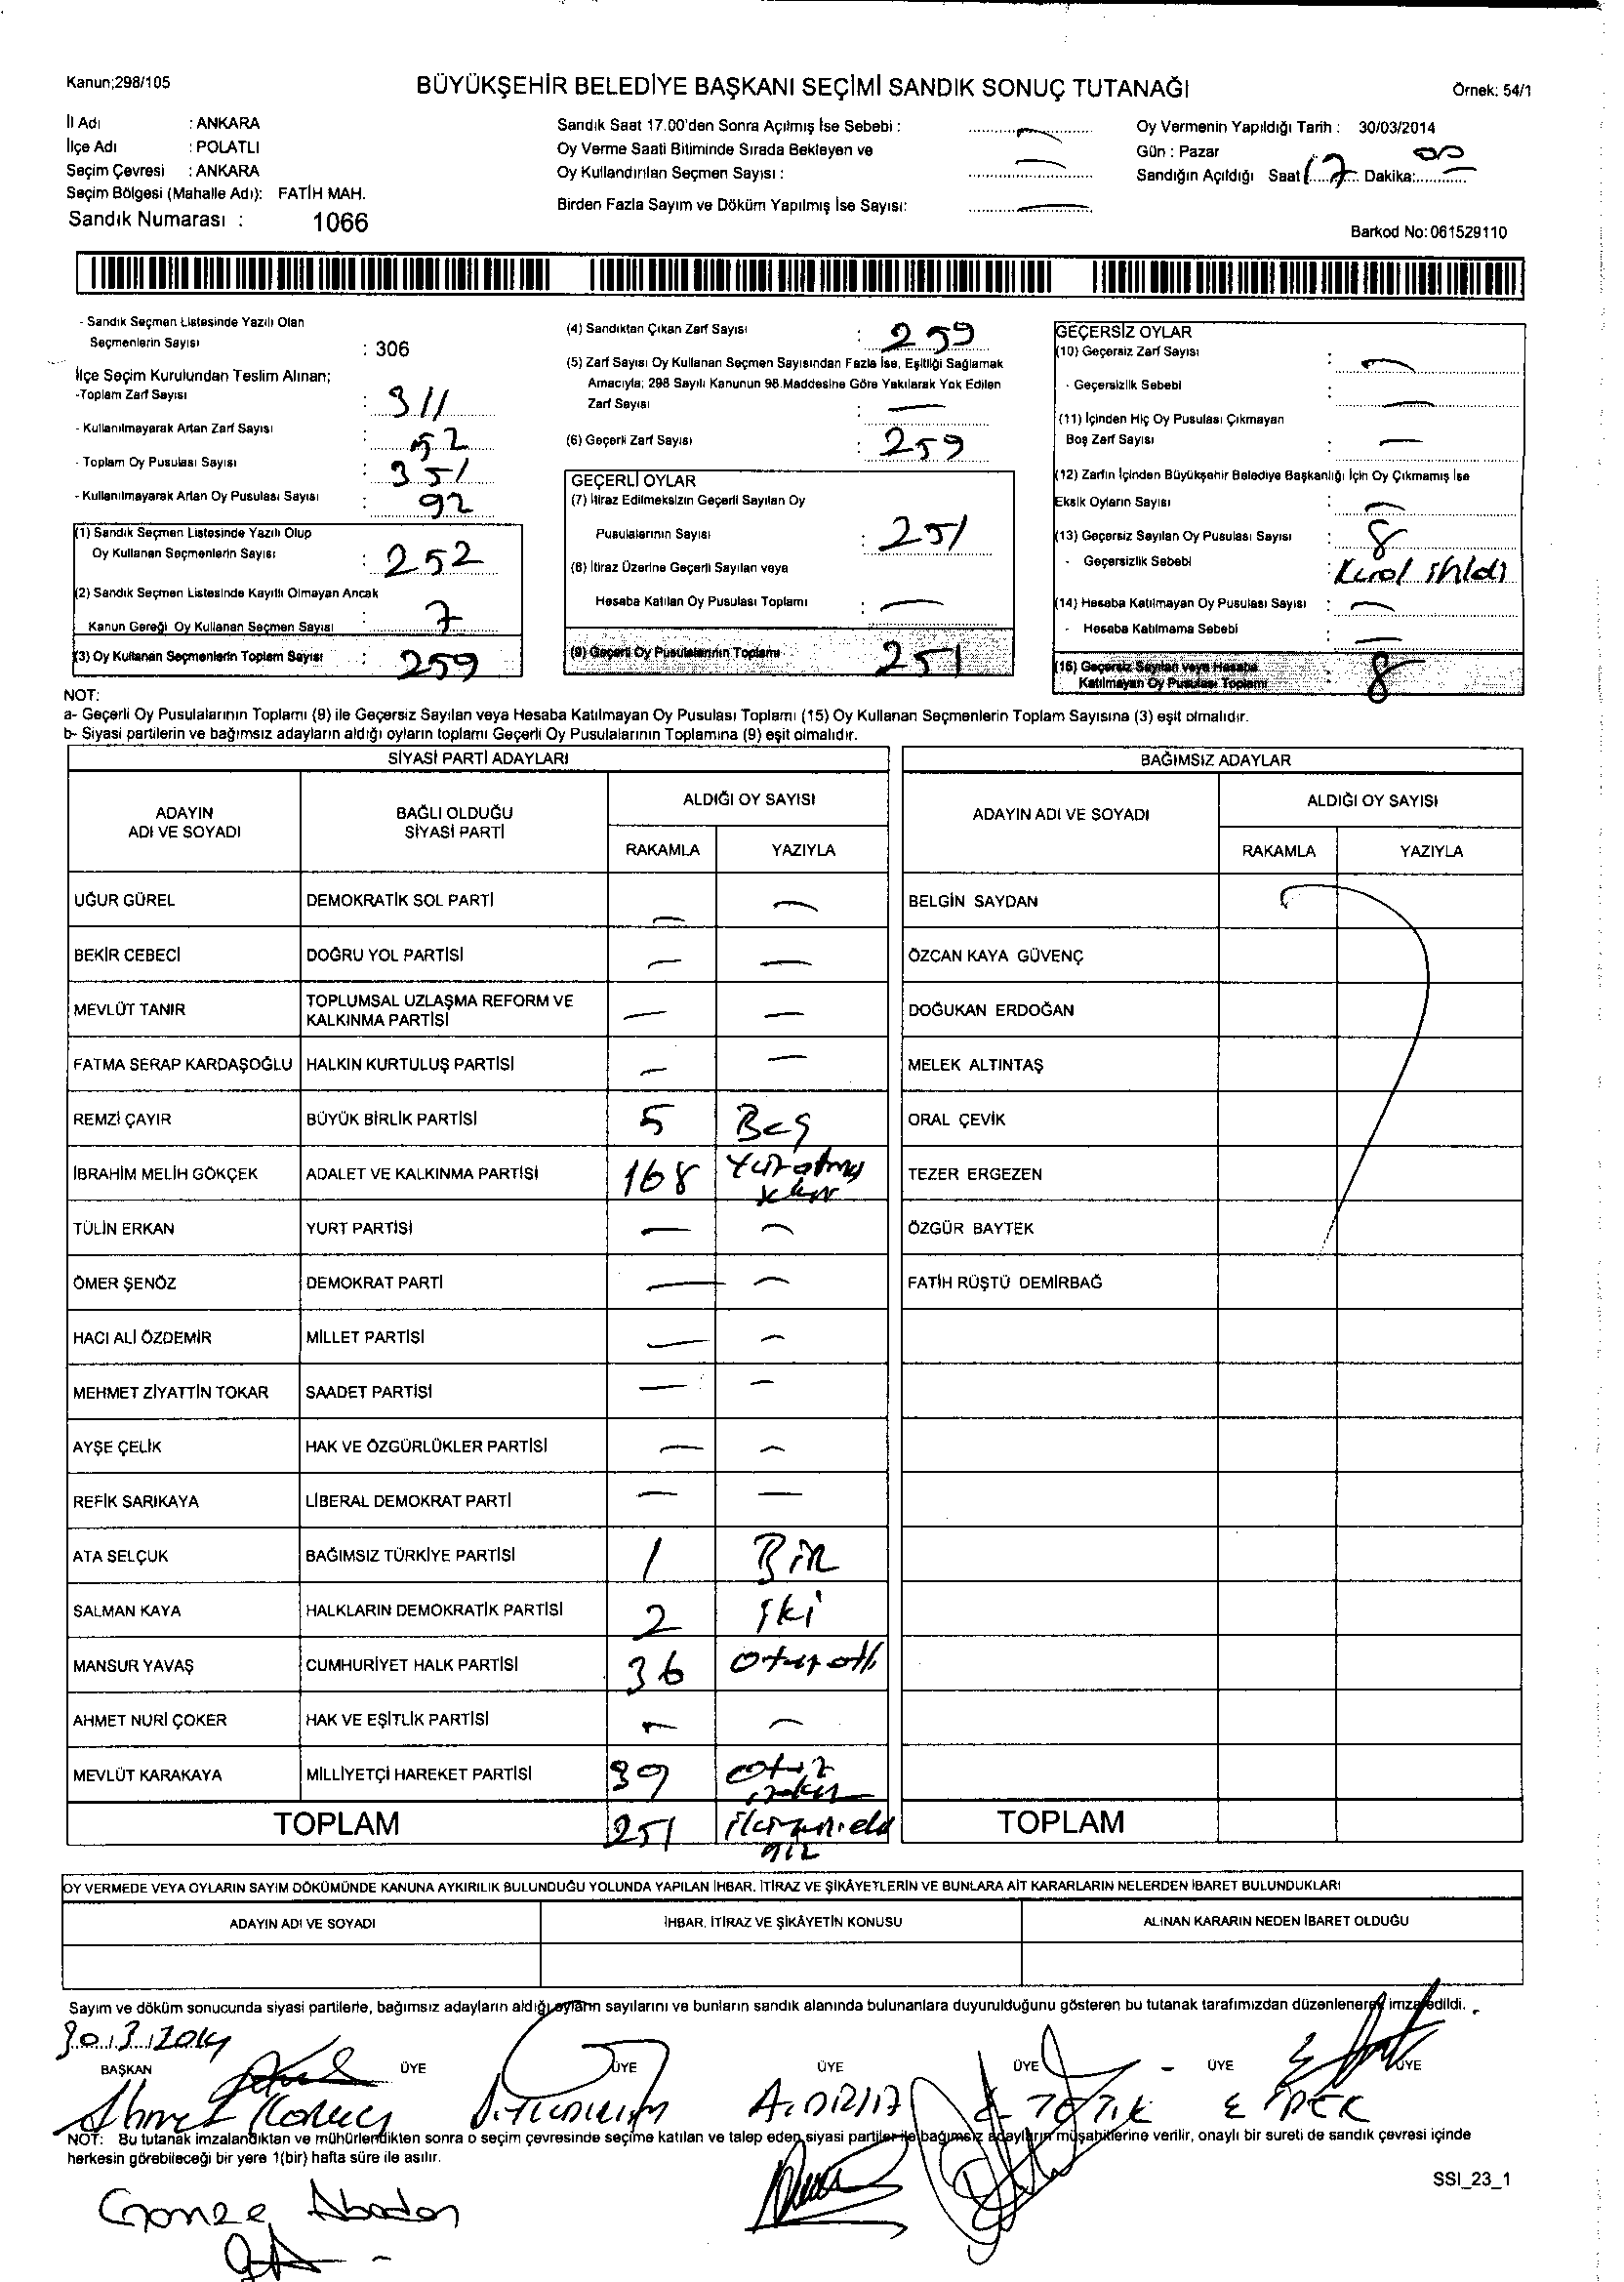 Kanun;298/105
BÜYÜKŞEHİR BELEDİYE BAŞKANI SEÇİMİ SANDIK SONUÇ TUTANAĞI
Örnek: 54/1
İl Adı : ANKARA
İlçe Adı : POLATLI
Seçim Çevresi : ANKARA
Seçim Bölgesi (Mahalle Adı): FATİH MAH.
Sandık Numarası : 1066
Sandık Saat 17.00'den Sonra Açılmış İse Sebebi :
Oy Verme Saati Bitiminde Sırada Bekleyen ve
Oy Kullandırılan Seçmen Sayısı :
Birden Fazla Sayım ve Döküm Yapılmış İse Sayısı:
Oy Vermenin Yapıldığı Tarih : 30/03/2014
Gün : Pazar
Sandığın Açıldığı Saat 17 Dakika: 00
Barkod No: 061529110
- Sandık Seçmen Listesinde Yazılı Olan
Seçmenlerin Sayısı : 306
İlçe Seçim Kurulundan Teslim Alınan;
-Toplam Zarf Sayısı : 311
- Kullanılmayarak Artan Zarf Sayısı : 52
- Toplam Oy Pusulası Sayısı : 351
- Kullanılmayarak Artan Oy Pusulası Sayısı : 92
(1) Sandık Seçmen Listesinde Yazılı Olup
Oy Kullanan Seçmenlerin Sayısı : 252
(2) Sandık Seçmen Listesinde Kayıtlı Olmayan Ancak
Kanun Gereği Oy Kullanan Seçmen Sayısı : 7
(3) Oy Kullanan Seçmenlerin Toplam Sayısı : 259
(4) Sandıktan Çıkan Zarf Sayısı : 259
(5) Zarf Sayısı Oy Kullanan Seçmen Sayısından Fazla İse, Eşitliği Sağlamak
Amacıyla; 298 Sayılı Kanunun 98.Maddesine Göre Yakılarak Yok Edilen
Zarf Sayısı : —
(6) Geçerli Zarf Sayısı : 259
GEÇERLİ OYLAR
(7) İtiraz Edilmeksizin Geçerli Sayılan Oy
Pusulalarının Sayısı : 251
(8) İtiraz Üzerine Geçerli Sayılan veya
Hesaba Katılan Oy Pusulası Toplamı : —
(9) Geçerli Oy Pusulalarının Toplamı 251
GEÇERSİZ OYLAR
(10) Geçersiz Zarf Sayısı : —
- Geçersizlik Sebebi : —
(11) İçinden Hiç Oy Pusulası Çıkmayan
Boş Zarf Sayısı : —
(12) Zarfın İçinden Büyükşehir Belediye Başkanlığı İçin Oy Çıkmamış İse
Eksik Oyların Sayısı : —
(13) Geçersiz Sayılan Oy Pusulası Sayısı : 8
- Geçersizlik Sebebi :
(14) Hesaba Katılmayan Oy Pusulası Sayısı : —
- Hesaba Katılmama Sebebi : —
(15) Geçersiz Sayılan veya Hesaba
Katılmayan Oy Pusulası Toplamı : 8
NOT:
a- Geçerli Oy Pusulalarının Toplamı (9) ile Geçersiz Sayılan veya Hesaba Katılmayan Oy Pusulası Toplamı (15) Oy Kullanan Seçmenlerin Toplam Sayısına (3) eşit olmalıdır.
b- Siyasi partilerin ve bağımsız adayların aldığı oyların toplamı Geçerli Oy Pusulalarının Toplamına (9) eşit olmalıdır.
SİYASİ PARTİ ADAYLARI
ADAYIN ADI VE SOYADI BAĞLI OLDUĞU SİYASİ PARTİ ALDIĞI OY SAYISI
RAKAMLA YAZIYLA
UĞUR GÜREL DEMOKRATİK SOL PARTİ — —
BEKİR CEBECİ DOĞRU YOL PARTİSİ — —
MEVLÜT TANIR TOPLUMSAL UZLAŞMA REFORM VE KALKINMA PARTİSİ — —
FATMA SERAP KARDAŞOĞLU HALKIN KURTULUŞ PARTİSİ — —
REMZİ ÇAYIR BÜYÜK BİRLİK PARTİSİ 5 Beş
İBRAHİM MELİH GÖKÇEK ADALET VE KALKINMA PARTİSİ 168
TÜLİN ERKAN YURT PARTİSİ — —
ÖMER ŞENÖZ DEMOKRAT PARTİ — —
HACI ALİ ÖZDEMİR MİLLET PARTİSİ — —
MEHMET ZİYATTİN TOKAR SAADET PARTİSİ — —
AYŞE ÇELİK HAK VE ÖZGÜRLÜKLER PARTİSİ — —
REFİK SARIKAYA LİBERAL DEMOKRAT PARTİ — —
ATA SELÇUK BAĞIMSIZ TÜRKİYE PARTİSİ 1 BİR
SALMAN KAYA HALKLARIN DEMOKRATİK PARTİSİ 2 iki
MANSUR YAVAŞ CUMHURİYET HALK PARTİSİ 36
AHMET NURİ ÇOKER HAK VE EŞİTLİK PARTİSİ — —
MEVLÜT KARAKAYA MİLLİYETÇİ HAREKET PARTİSİ 39
TOPLAM 251
BAĞIMSIZ ADAYLAR
ADAYIN ADI VE SOYADI ALDIĞI OY SAYISI
RAKAMLA YAZIYLA
BELGİN SAYDAN
ÖZCAN KAYA GÜVENÇ
DOĞUKAN ERDOĞAN
MELEK ALTINTAŞ
ORAL ÇEVİK
TEZER ERGEZEN
ÖZGÜR BAYTEK
FATİH RÜŞTÜ DEMİRBAĞ
TOPLAM
OY VERMEDE VEYA OYLARIN SAYIM DÖKÜMÜNDE KANUNA AYKIRILIK BULUNDUĞU YOLUNDA YAPILAN İHBAR, İTİRAZ VE ŞİKÂYETLERİN VE BUNLARA AİT KARARLARIN NELERDEN İBARET BULUNDUKLARI
ADAYIN ADI VE SOYADI İHBAR, İTİRAZ VE ŞİKÂYETİN KONUSU ALINAN KARARIN NEDEN İBARET OLDUĞU
Sayım ve döküm sonucunda siyasi partilerle, bağımsız adayların aldığı oyların sayılarını ve bunların sandık alanında bulunanlara duyurulduğunu gösteren bu tutanak tarafımızdan düzenlenerek imza edildi.
30.3.2014
BAŞKAN ÜYE ÜYE ÜYE ÜYE ÜYE ÜYE
Ahmet
NOT: Bu tutanak imzalandıktan ve mühürlendikten sonra o seçim çevresinde seçime katılan ve talep eden siyasi partiler ile bağımsız adayların müşahitlerine verilir, onaylı bir sureti de sandık çevresi içinde
herkesin görebileceği bir yere 1(bir) hafta süre ile asılır.
SSI_23_1
Gamze